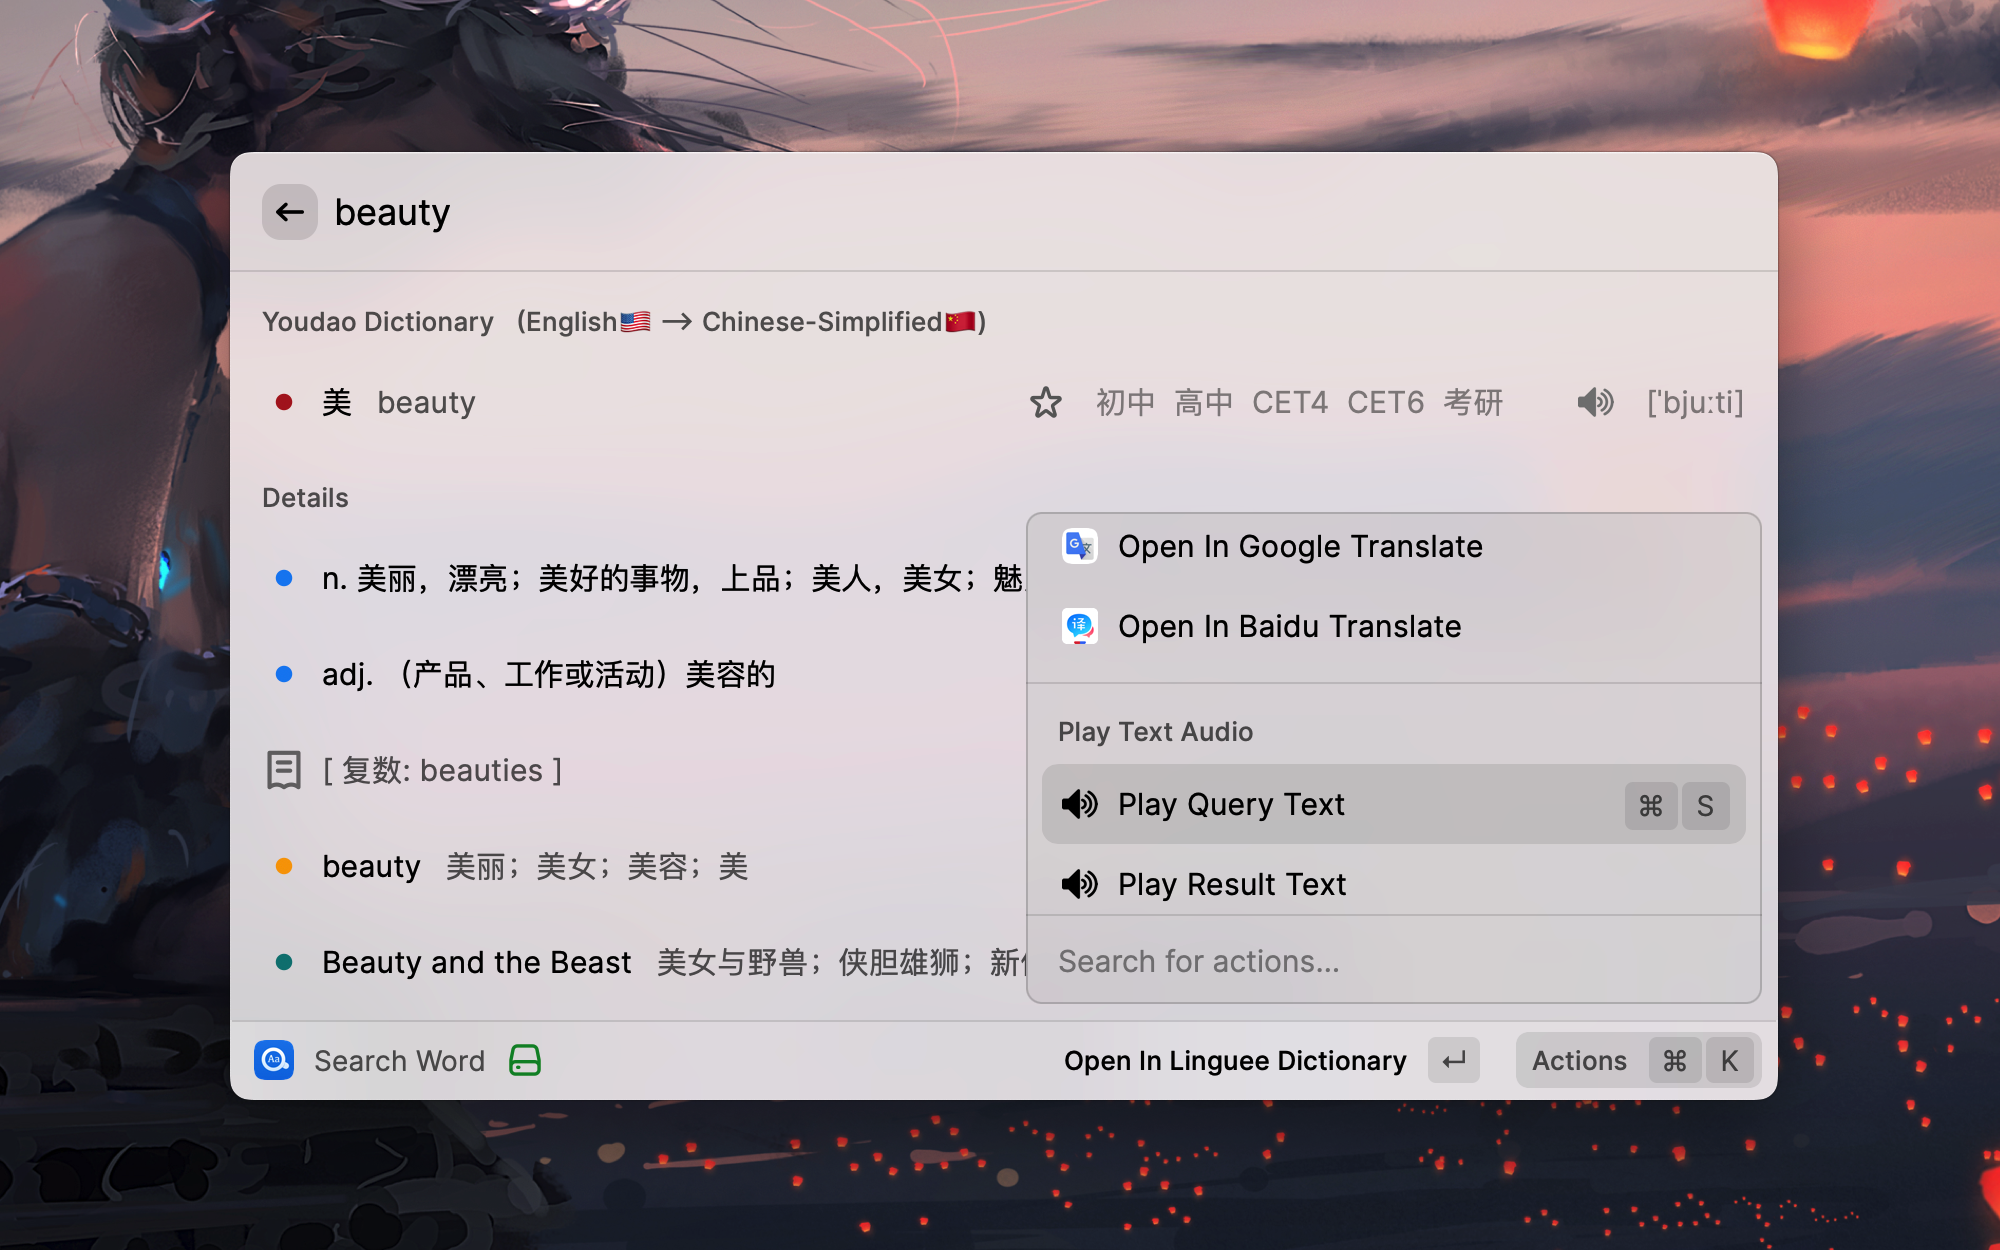 beauty
Youdao Dictionary (English🇺🇸 → Chinese-Simplified🇨🇳)
美 beauty 初中 高中 CET4 CET6 考研 ['bju:ti]
Details
n. 美丽，漂亮；美好的事物，上品；美人，美女；魅
adj. （产品、工作或活动）美容的
[ 复数: beauties ]
beauty 美丽；美女；美容；美
Beauty and the Beast 美女与野兽；侠胆雄狮；新
Open In Google Translate
Open In Baidu Translate
Play Text Audio
Play Query Text ⌘ S
Play Result Text
Search for actions...
Search Word
Open In Linguee Dictionary ↵ Actions ⌘ K